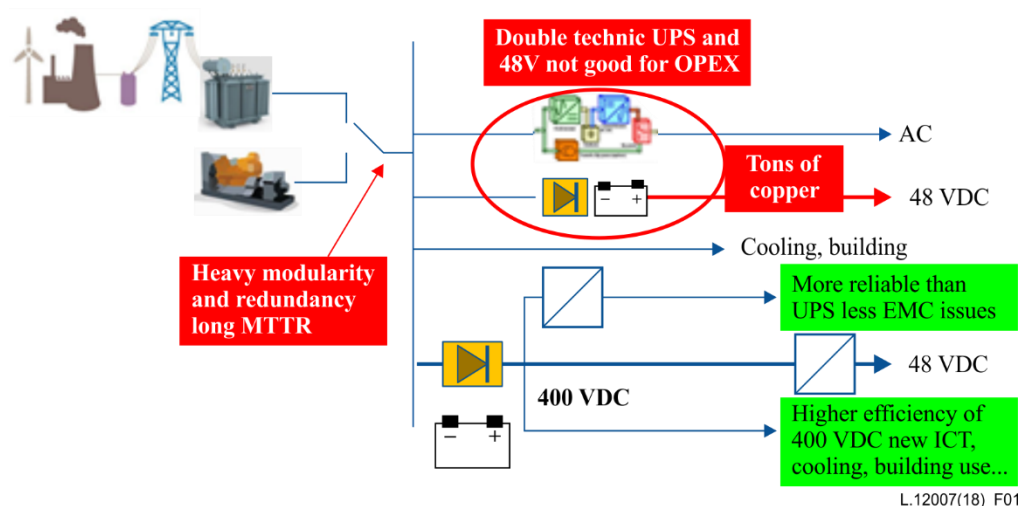 Double technic UPS and
48V not good for OPEX
AC
Tons of
copper
48 VDC
Cooling, building
Heavy modularity
and redundancy
long MTTR
More reliable than
UPS less EMC issues
48 VDC
400 VDC
Higher efficiency of
400 VDC new ICT,
cooling, building use...
L.12007(18)_F01